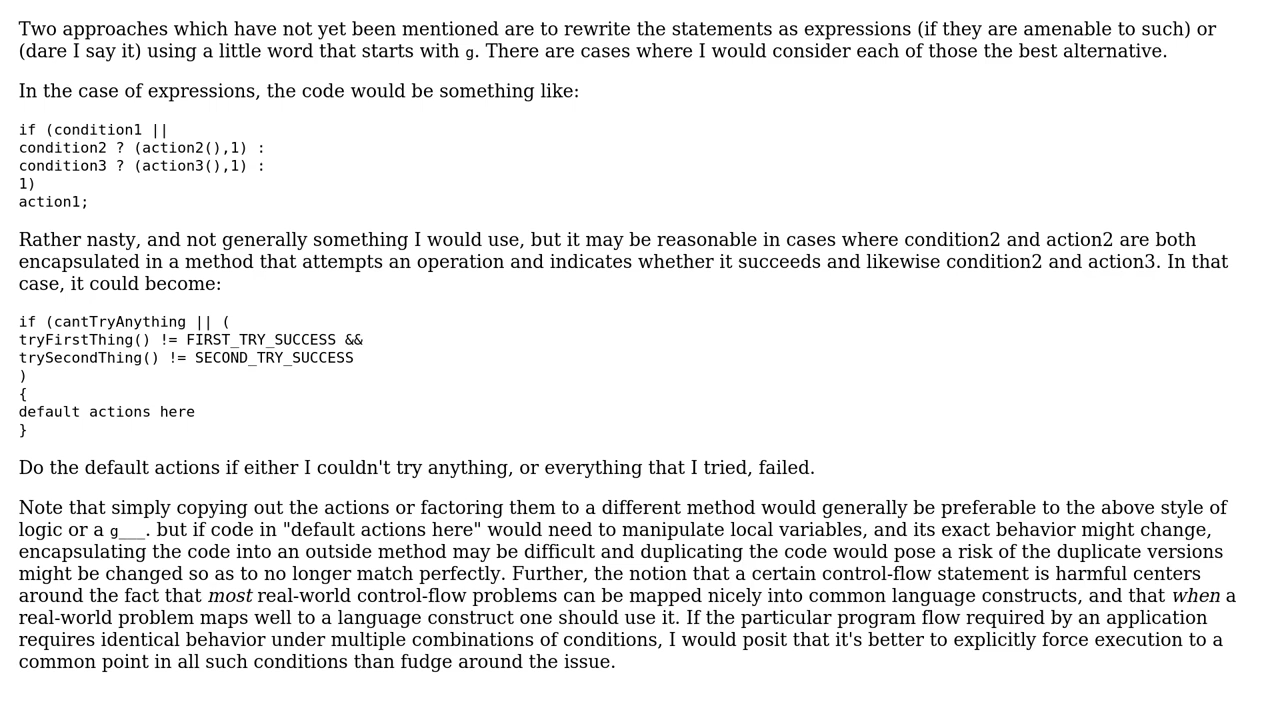 Two approaches which have not yet been mentioned are to rewrite the statements as expressions (if they are amenable to such) or
(dare I say it) using a little word that starts with g. There are cases where I would consider each of those the best alternative.
In the case of expressions, the code would be something like:
if (condition1 ||
condition2 ? (action2(),1) :
condition3 ? (action3(),1) :
1)
action1;
Rather nasty, and not generally something I would use, but it may be reasonable in cases where condition2 and action2 are both
encapsulated in a method that attempts an operation and indicates whether it succeeds and likewise condition2 and action3. In that
case, it could become:
if (cantTryAnything || (
tryFirstThing() != FIRST_TRY_SUCCESS &&
trySecondThing() != SECOND_TRY_SUCCESS
)
{
default actions here
}
Do the default actions if either I couldn't try anything, or everything that I tried, failed.
Note that simply copying out the actions or factoring them to a different method would generally be preferable to the above style of
logic or a g___. but if code in "default actions here" would need to manipulate local variables, and its exact behavior might change,
encapsulating the code into an outside method may be difficult and duplicating the code would pose a risk of the duplicate versions
might be changed so as to no longer match perfectly. Further, the notion that a certain control-flow statement is harmful centers
around the fact that most real-world control-flow problems can be mapped nicely into common language constructs, and that when a
real-world problem maps well to a language construct one should use it. If the particular program flow required by an application
requires identical behavior under multiple combinations of conditions, I would posit that it's better to explicitly force execution to a
common point in all such conditions than fudge around the issue.